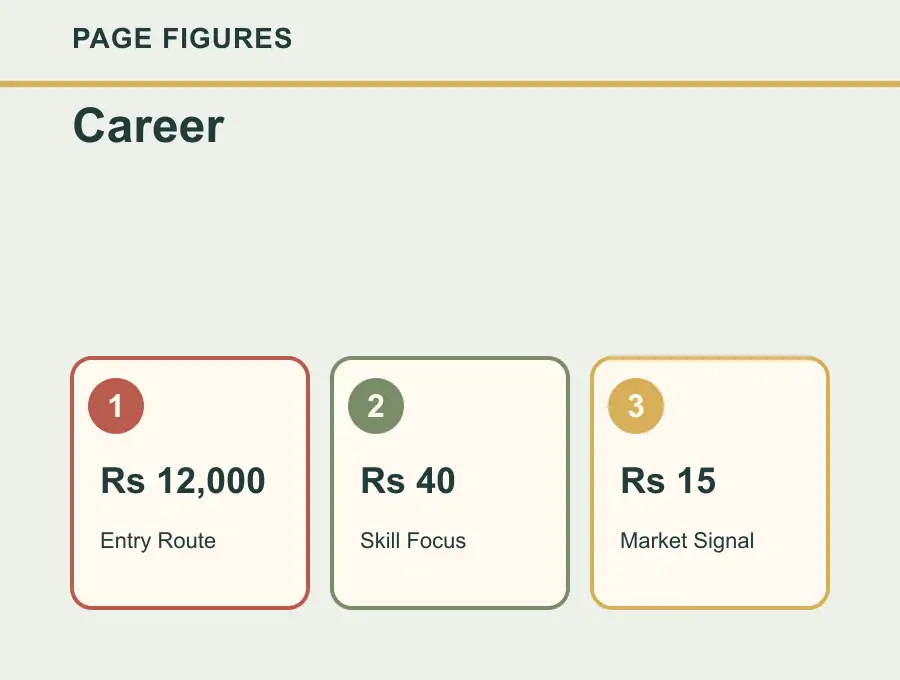 PAGE FIGURES
Career
1
Rs 12,000
Entry Route
2
Rs 40
Skill Focus
3
Rs 15
Market Signal